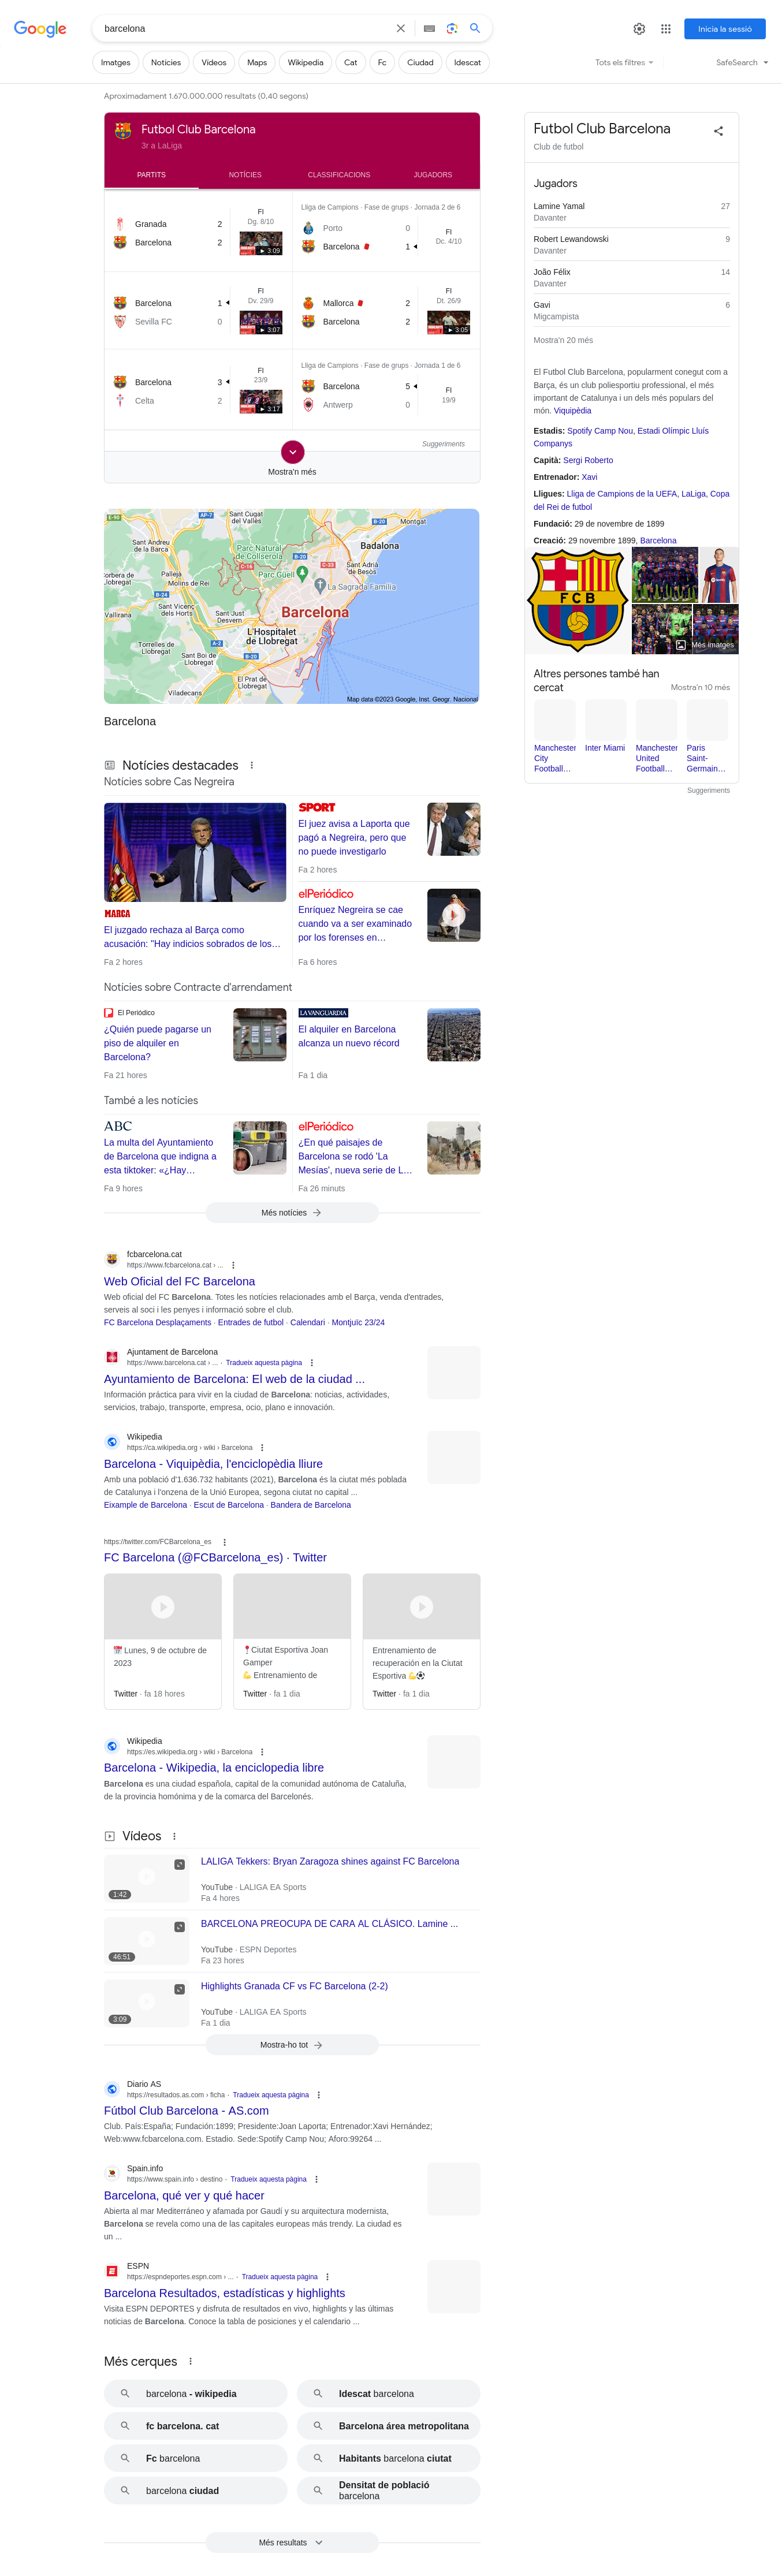 Google
barcelona
Inicia la sessió
Imatges
Notícies
Vídeos
Maps
Wikipedia
Cat
Fc
Ciudad
Idescat
Tots els filtres
SafeSearch
Aproximadament 1.670.000.000 resultats (0,40 segons)
Futbol Club Barcelona
3r a LaLiga
PARTITS
NOTÍCIES
CLASSIFICACIONS
JUGADORS
Granada 2
Barcelona 2
FI
Dg. 8/10
3:09
Lliga de Campions · Fase de grups · Jornada 2 de 6
Porto 0
Barcelona 1
FI
Dc. 4/10
Barcelona 1
Sevilla FC 0
FI
Dv. 29/9
3:07
Mallorca 2
Barcelona 2
FI
Dt. 26/9
3:05
Barcelona 3
Celta 2
FI
23/9
3:17
Lliga de Campions · Fase de grups · Jornada 1 de 6
Barcelona 5
Antwerp 0
FI
19/9
Suggeriments
Mostra'n més
E-90
Sant Cugat del Vallès
AP-7
Montgat
B-20
Sant Andreu de la Barca
Parc Natural de Collserola
Badalona
B-20
Sant Adrià de Besòs
Corbera de Llobregat
Parc Güell
Palleja
Molins de Rei
La Sagrada Família
B-24
Sant Vicenç dels Horts
Vallirana
Barcelona
Torrelles de Llobregat
L'Hospitalet de Llobregat
A-2
Sant Boi de Llobregat
B-10
Viladecans
Map data ©2023 Google, Inst. Geogr. Nacional
Barcelona
Notícies destacades
Notícies sobre Cas Negreira
MARCA
El juzgado rechaza al Barça como
acusación: "Hay indicios sobrados de los…
Fa 2 hores
SPORT
El juez avisa a Laporta que
pagó a Negreira, pero que
no puede investigarlo
Fa 2 hores
elPeriódico
Enríquez Negreira se cae
cuando va a ser examinado
por los forenses en…
Fa 6 hores
Notícies sobre Contracte d'arrendament
El Periódico
¿Quién puede pagarse un
piso de alquiler en
Barcelona?
Fa 21 hores
LA VANGUARDIA
El alquiler en Barcelona
alcanza un nuevo récord
Fa 1 dia
També a les notícies
ABC
La multa del Ayuntamiento
de Barcelona que indigna a
esta tiktoker: «¿Hay…
Fa 9 hores
elPeriódico
¿En qué paisajes de
Barcelona se rodó 'La
Mesías', nueva serie de L…
Fa 26 minuts
Més notícies
fcbarcelona.cat
https://www.fcbarcelona.cat › ...
Web Oficial del FC Barcelona
Web oficial del FC Barcelona. Totes les notícies relacionades amb el Barça, venda d'entrades,
serveis al soci i les penyes i informació sobre el club.
FC Barcelona Desplaçaments · Entrades de futbol · Calendari · Montjuïc 23/24
Ajuntament de Barcelona
https://www.barcelona.cat › ... · Tradueix aquesta pàgina
Ayuntamiento de Barcelona: El web de la ciudad ...
Información práctica para vivir en la ciudad de Barcelona: noticias, actividades,
servicios, trabajo, transporte, empresa, ocio, plano e innovación.
Wikipedia
https://ca.wikipedia.org › wiki › Barcelona
Barcelona - Viquipèdia, l'enciclopèdia lliure
Amb una població d'1.636.732 habitants (2021), Barcelona és la ciutat més poblada
de Catalunya i l'onzena de la Unió Europea, segona ciutat no capital ...
Eixample de Barcelona · Escut de Barcelona · Bandera de Barcelona
https://twitter.com/FCBarcelona_es
FC Barcelona (@FCBarcelona_es) · Twitter
📅 Lunes, 9 de octubre de
2023
Twitter · fa 18 hores
📍Ciutat Esportiva Joan
Gamper
💪 Entrenamiento de
Twitter · fa 1 dia
Entrenamiento de
recuperación en la Ciutat
Esportiva 💪⚽
Twitter · fa 1 dia
Wikipedia
https://es.wikipedia.org › wiki › Barcelona
Barcelona - Wikipedia, la enciclopedia libre
Barcelona es una ciudad española, capital de la comunidad autónoma de Cataluña,
de la provincia homónima y de la comarca del Barcelonés.
Vídeos
1:42
LALIGA Tekkers: Bryan Zaragoza shines against FC Barcelona
YouTube · LALIGA EA Sports
Fa 4 hores
46:51
BARCELONA PREOCUPA DE CARA AL CLÁSICO. Lamine ...
YouTube · ESPN Deportes
Fa 23 hores
3:09
Highlights Granada CF vs FC Barcelona (2-2)
YouTube · LALIGA EA Sports
Fa 1 dia
Mostra-ho tot
Diario AS
https://resultados.as.com › ficha · Tradueix aquesta pàgina
Fútbol Club Barcelona - AS.com
Club. País:España; Fundación:1899; Presidente:Joan Laporta; Entrenador:Xavi Hernández;
Web:www.fcbarcelona.com. Estadio. Sede:Spotify Camp Nou; Aforo:99264 ...
Spain.info
https://www.spain.info › destino · Tradueix aquesta pàgina
Barcelona, qué ver y qué hacer
Abierta al mar Mediterráneo y afamada por Gaudí y su arquitectura modernista,
Barcelona se revela como una de las capitales europeas más trendy. La ciudad es
un ...
ESPN
https://espndeportes.espn.com › ... · Tradueix aquesta pàgina
Barcelona Resultados, estadísticas y highlights
Visita ESPN DEPORTES y disfruta de resultados en vivo, highlights y las últimas
noticias de Barcelona. Conoce la tabla de posiciones y el calendario ...
Més cerques
barcelona - wikipedia
Idescat barcelona
fc barcelona. cat
Barcelona área metropolitana
Fc barcelona
Habitants barcelona ciutat
barcelona ciudad
Densitat de població
barcelona
Més resultats
Futbol Club Barcelona
Club de futbol
Jugadors
Lamine Yamal 27
Davanter
Robert Lewandowski 9
Davanter
João Félix 14
Davanter
Gavi 6
Migcampista
Mostra'n 20 més
El Futbol Club Barcelona, popularment conegut com a
Barça, és un club poliesportiu professional, el més
important de Catalunya i un dels més populars del
món. Viquipèdia
Estadis: Spotify Camp Nou, Estadi Olímpic Lluís
Companys
Capità: Sergi Roberto
Entrenador: Xavi
Lligues: Lliga de Campions de la UEFA, LaLiga, Copa
del Rei de futbol
Fundació: 29 de novembre de 1899
Creació: 29 novembre 1899, Barcelona
FCB
Més imatges
Altres persones també han
cercat
Mostra'n 10 més
Manchester
City
Football…
Inter Miami
Manchester
United
Football…
Paris
Saint-
Germain…
Suggeriments